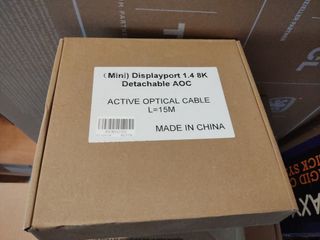 (Mini) Displayport 1.4 8K
Detachable AOC
ACTIVE OPTICAL CABLE
L=15M
MADE IN CHINA